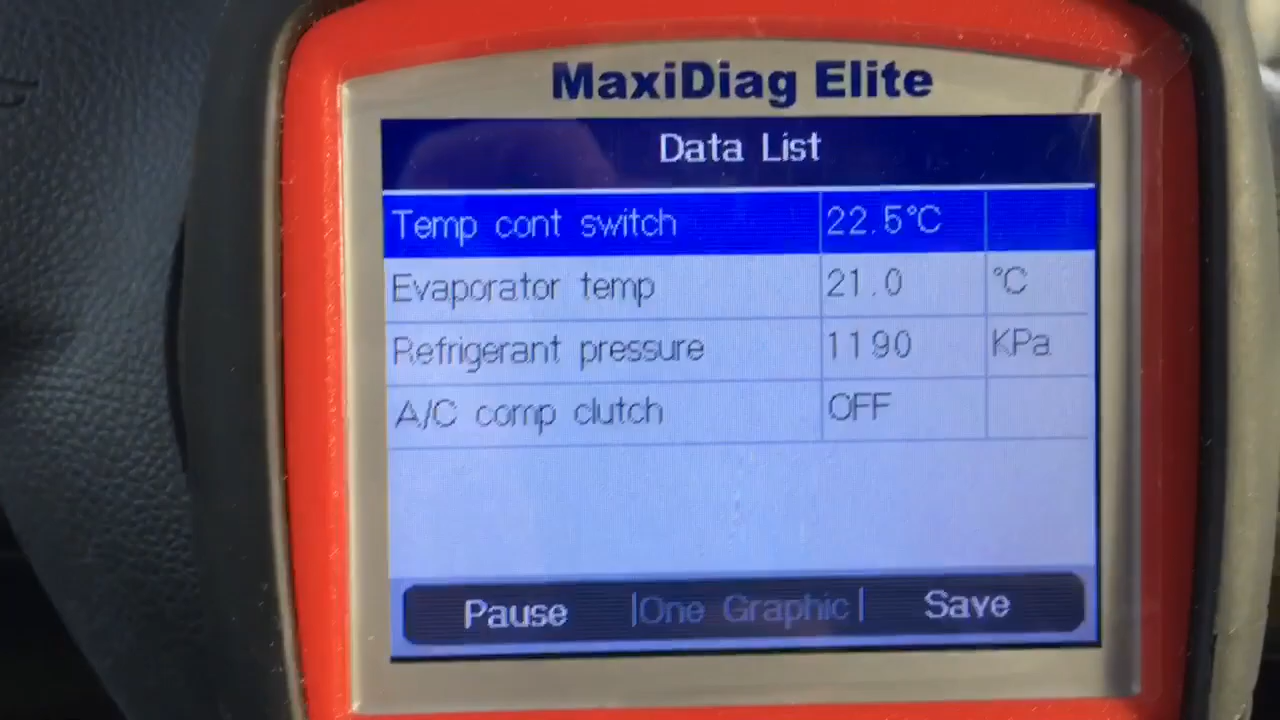 MaxiDiag Elite
Data List
Temp cont switch 22.5°C
Evaporator temp 21.0 °C
Refrigerant pressure 1190 KPa
A/C comp clutch OFF
Pause |One Graphic| Save